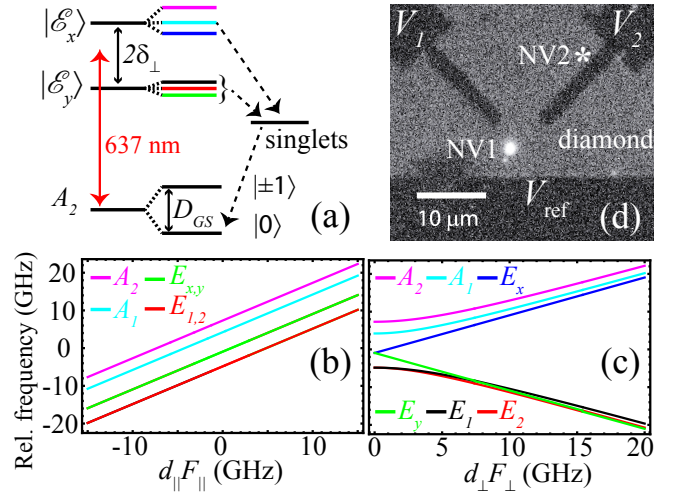 |ℰx⟩
2δ⊥
|ℰy⟩
}
637 nm
singlets
A2
DGS
|±1⟩
|0⟩
(a)
V1
V2
NV2 *
NV1
diamond
10 μm
Vref
(d)
Rel. frequency (GHz)
20
10
0
-10
-20
A2
Ex,y
A1
E1,2
(b)
-10
0
10
d||F|| (GHz)
A2
A1
Ex
(c)
Ey
E1
E2
0
5
10
15
20
d⊥F⊥ (GHz)